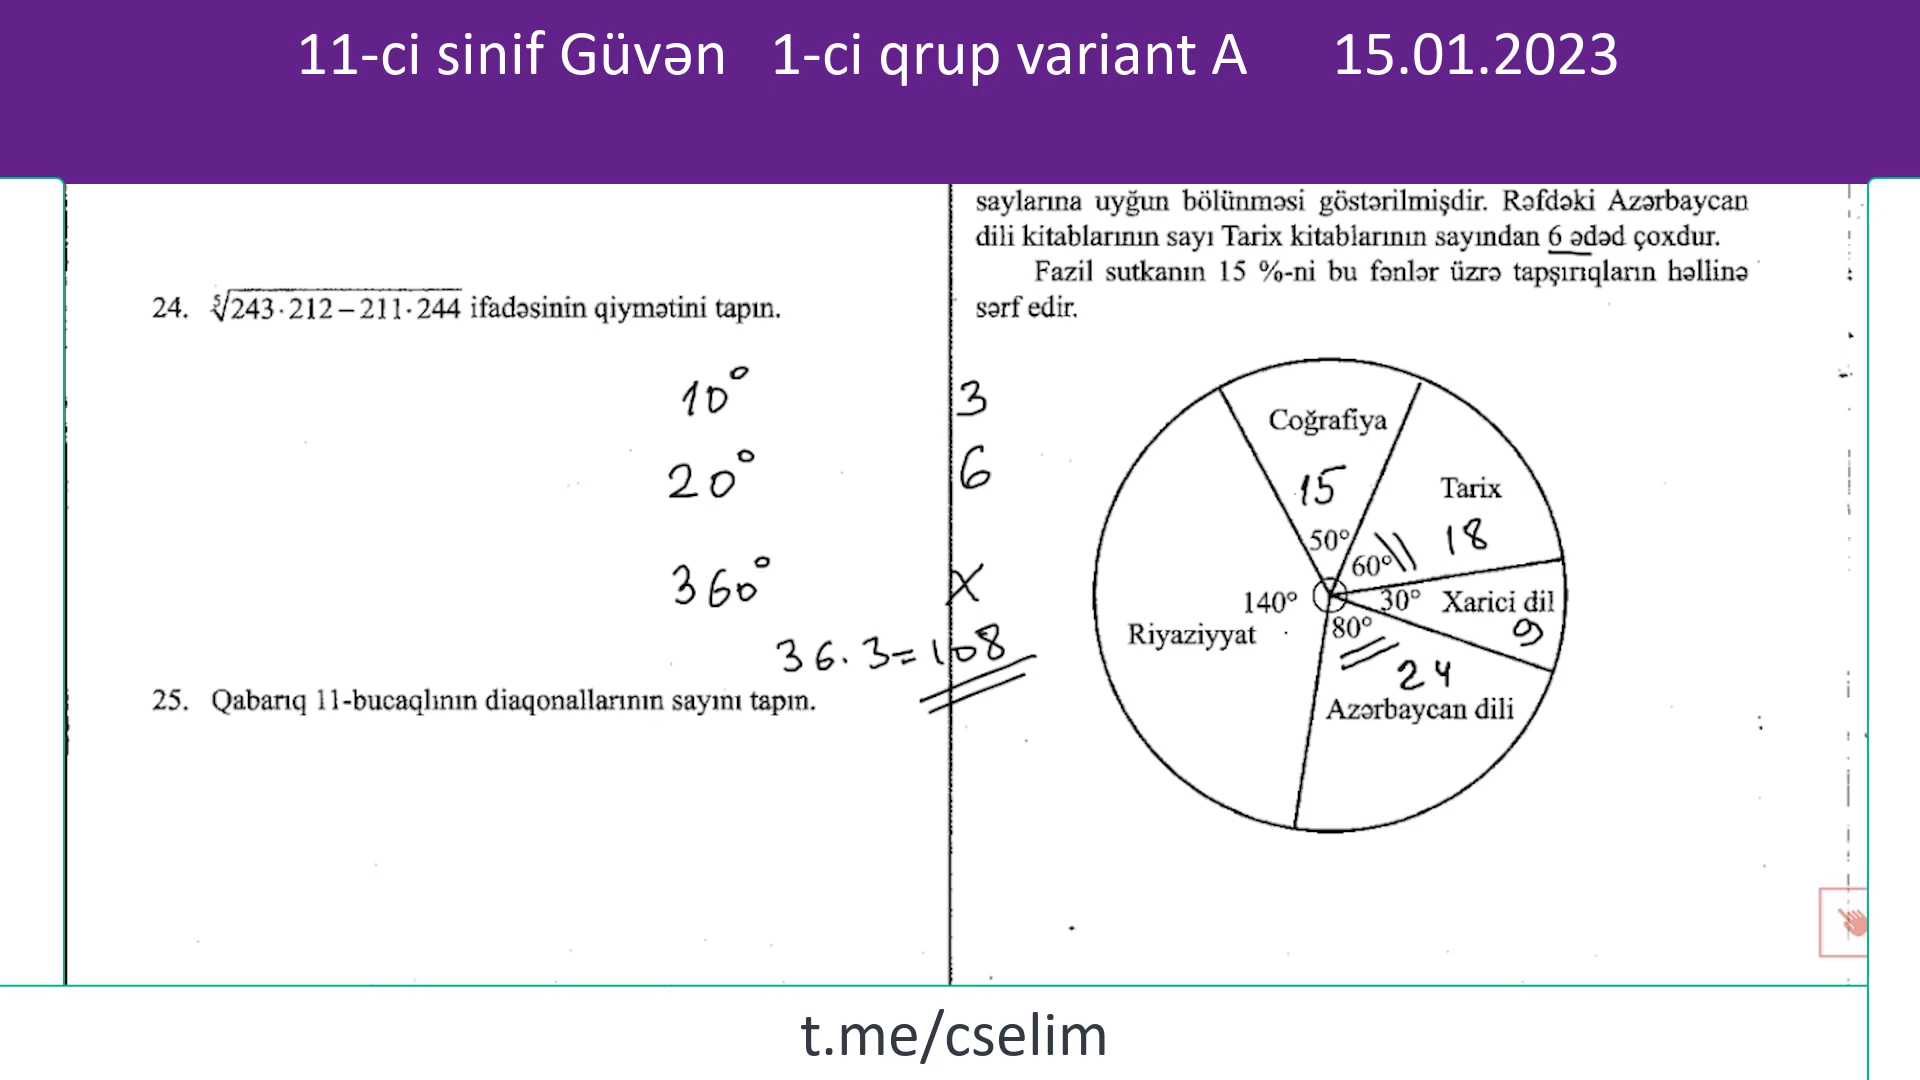 11-ci sinif Güvən 1-ci qrup variant A 15.01.2023
24. ⁵√243·212–211·244 ifadəsinin qiymətini tapın.
10° 3
20° 6
360° x
36·3=108
25. Qabarıq 11-bucaqlının diaqonallarının sayını tapın.
saylarına uyğun bölünməsi göstərilmişdir. Rəfdəki Azərbaycan
dili kitablarının sayı Tarix kitablarının sayından 6 ədəd çoxdur.
Fazil sutkanın 15 %-ni bu fənlər üzrə tapşırıqların həllinə
sərf edir.
Coğrafiya
15
50°
Tarix
18
60°
30° Xarici dil
9
140°
Riyaziyyat
80°
24
Azərbaycan dili
t.me/cselim